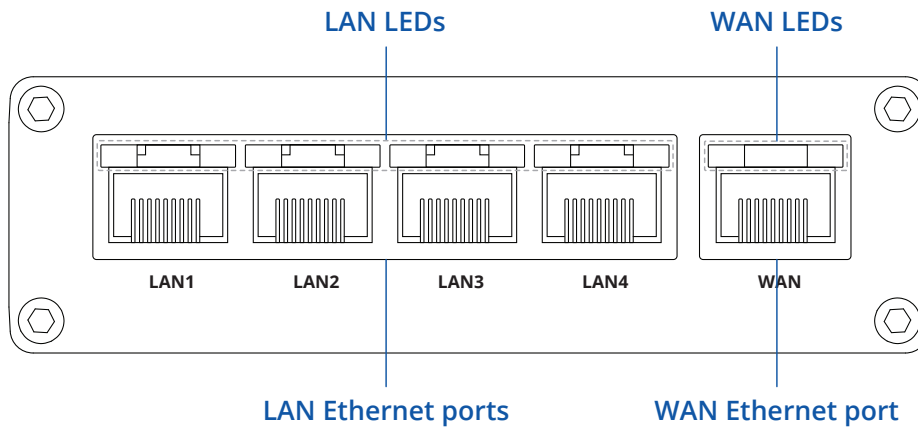 LAN LEDs
WAN LEDs
LAN1
LAN2
LAN3
LAN4
WAN
LAN Ethernet ports
WAN Ethernet port